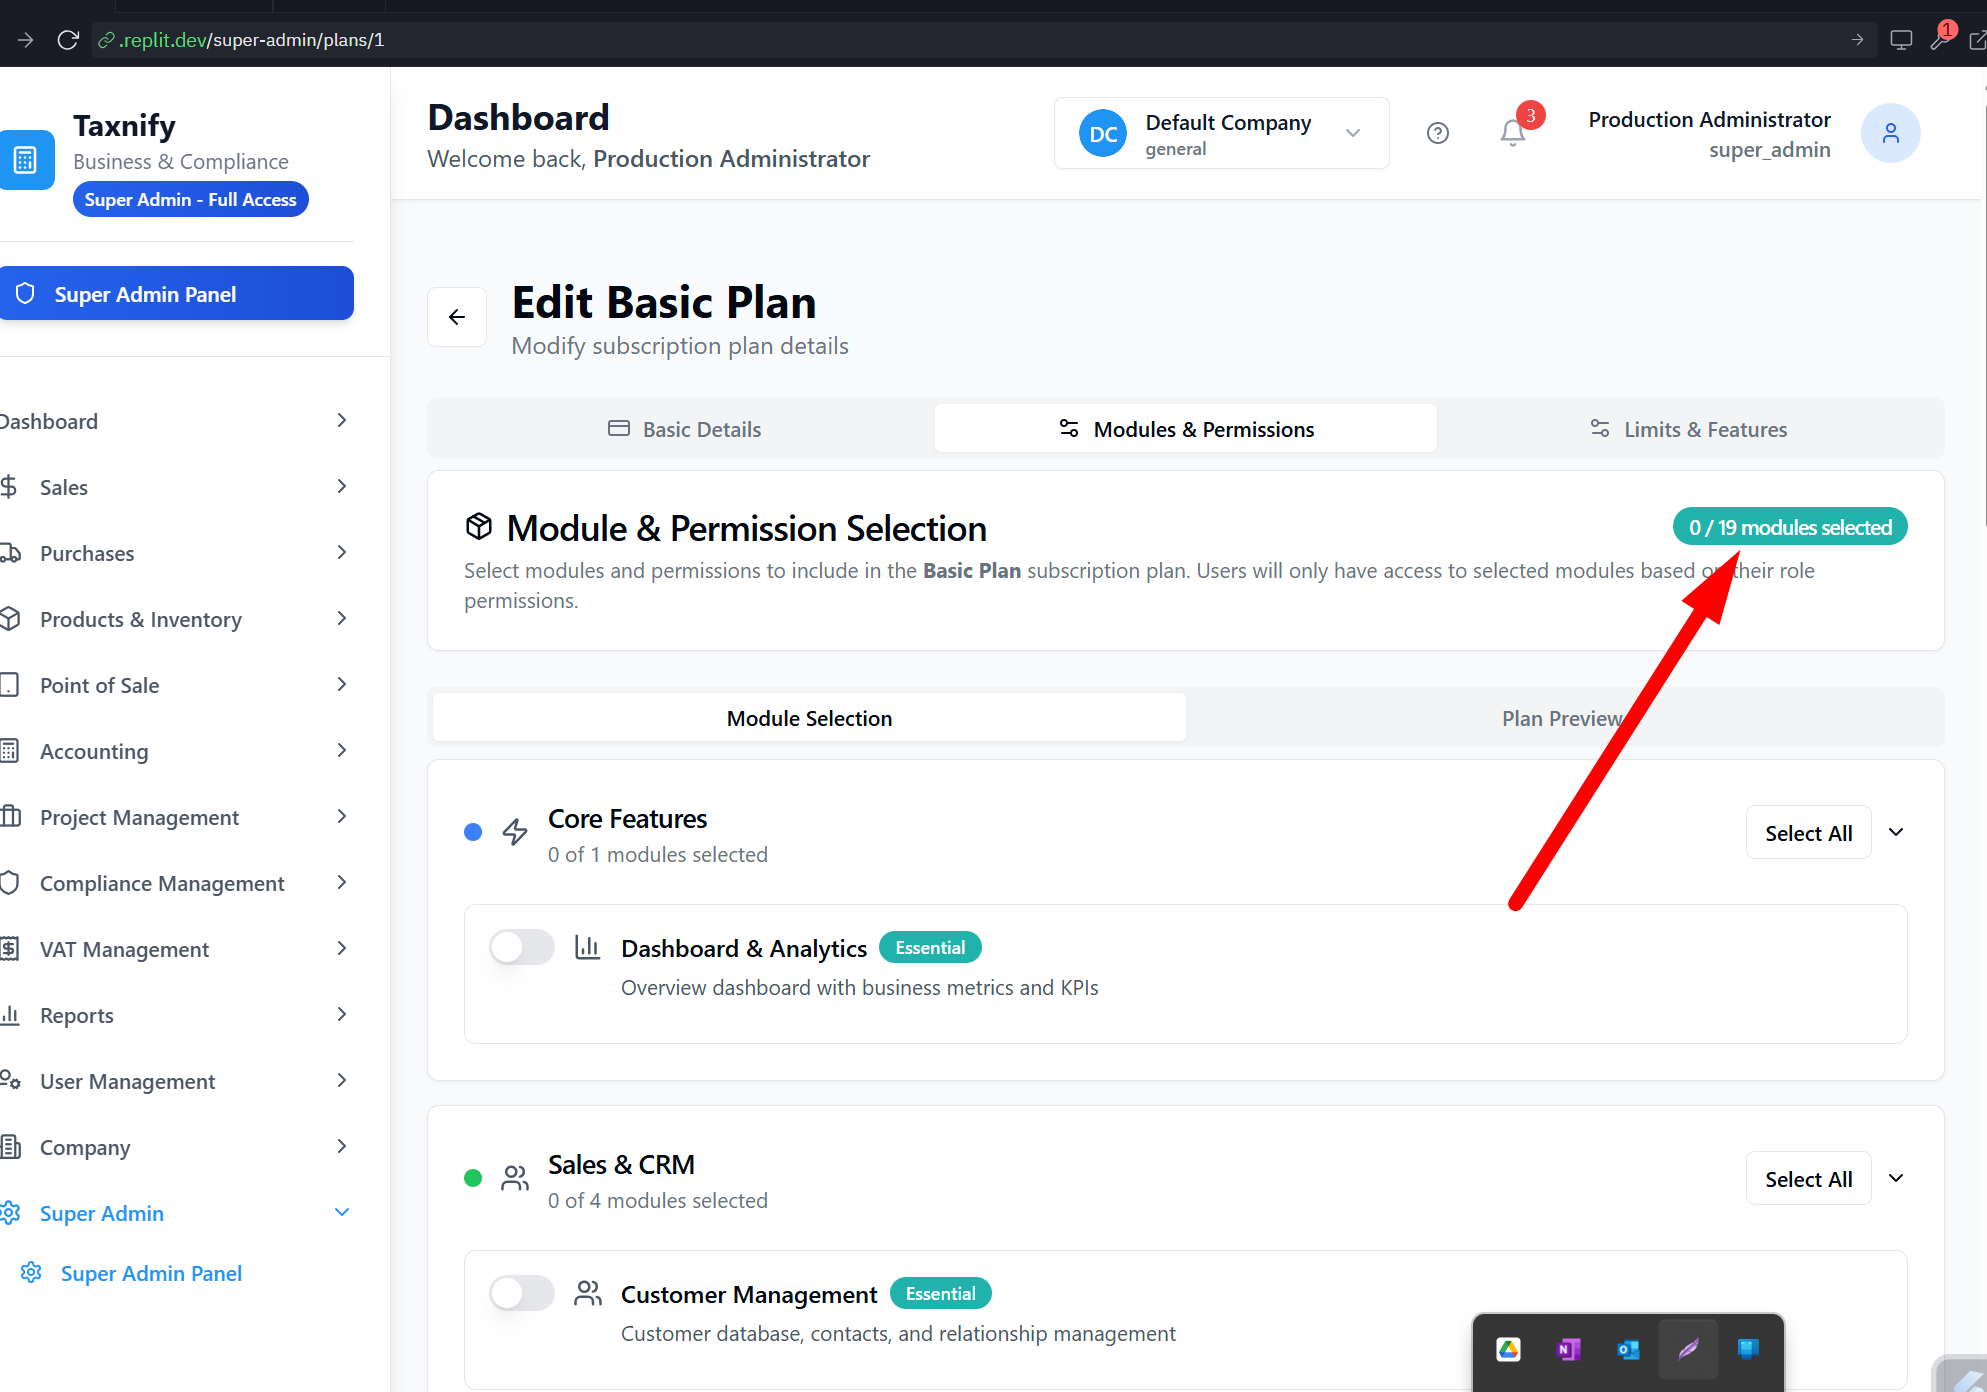 .replit.dev/super-admin/plans/1
1
Taxnify
Business & Compliance
Super Admin - Full Access
Super Admin Panel
Dashboard
Sales
Purchases
Products & Inventory
Point of Sale
Accounting
Project Management
Compliance Management
VAT Management
Reports
User Management
Company
Super Admin
Super Admin Panel
Dashboard
Welcome back, Production Administrator
DC
Default Company
general
3
Production Administrator
super_admin
Edit Basic Plan
Modify subscription plan details
Basic Details
Modules & Permissions
Limits & Features
Module & Permission Selection
0 / 19 modules selected
Select modules and permissions to include in the Basic Plan subscription plan. Users will only have access to selected modules based on their role
permissions.
Module Selection
Plan Preview
Core Features
0 of 1 modules selected
Select All
Dashboard & Analytics
Essential
Overview dashboard with business metrics and KPIs
Sales & CRM
0 of 4 modules selected
Select All
Customer Management
Essential
Customer database, contacts, and relationship management